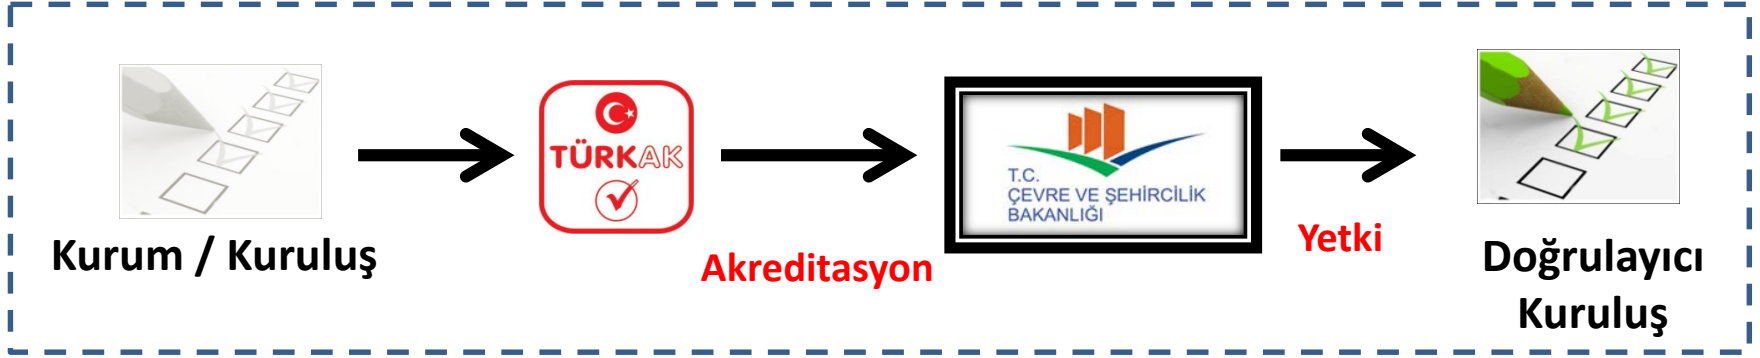 Kurum / Kuruluş
TÜRKAK
Akreditasyon
T.C.
ÇEVRE VE ŞEHİRCİLİK
BAKANLIĞI
Yetki
Doğrulayıcı
Kuruluş